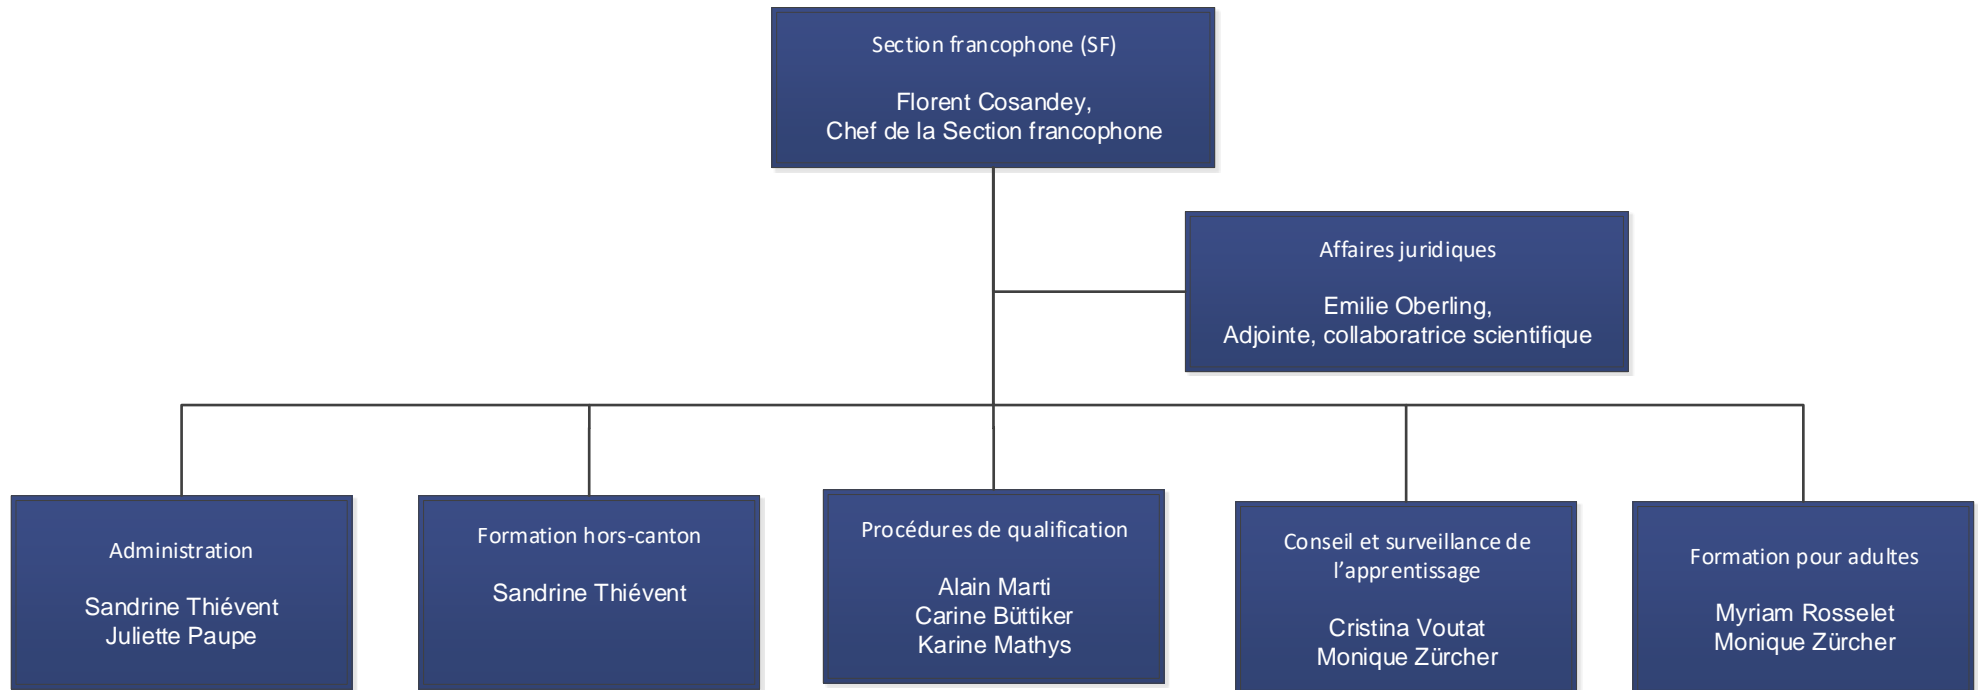 Section francophone (SF)
Florent Cosandey,
Chef de la Section francophone
Affaires juridiques
Emilie Oberling,
Adjointe, collaboratrice scientifique
Administration
Sandrine Thiévent
Juliette Paupe
Formation hors-canton
Sandrine Thiévent
Procédures de qualification
Alain Marti
Carine Büttiker
Karine Mathys
Conseil et surveillance de
l’apprentissage
Cristina Voutat
Monique Zürcher
Formation pour adultes
Myriam Rosselet
Monique Zürcher